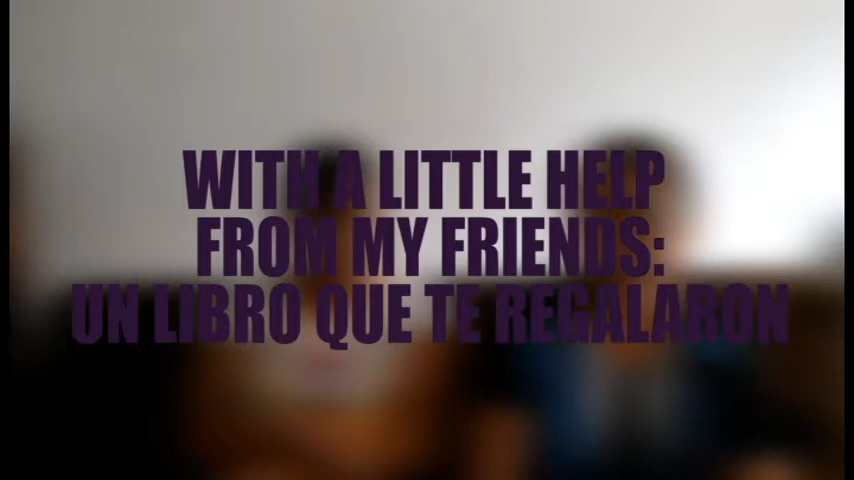 WITH A LITTLE HELP
FROM MY FRIENDS:
UN LIBRO QUE TE REGALARON